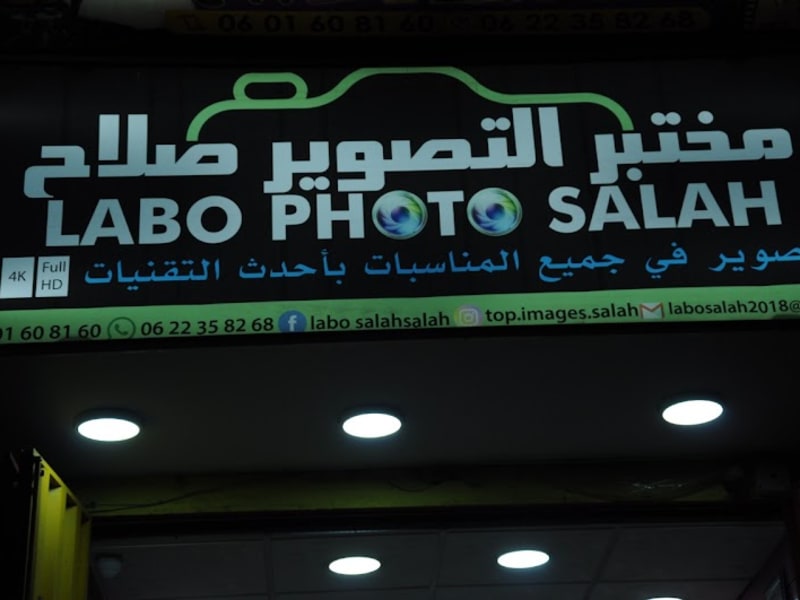 06 01 60 81 60 06 22 35 82 68
مختبر التصوير صلاح
LABO PHOTO SALAH
صوير في جميع المناسبات بأحدث التقنيات
4K Full HD
01 60 81 60 06 22 35 82 68 labo salahsalah top.images.salah labosalah2018@